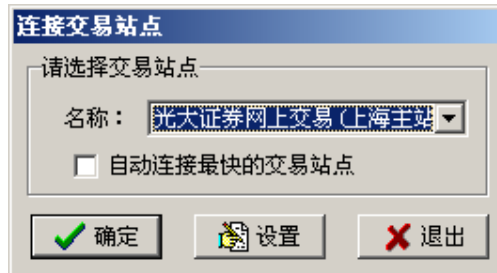 连接交易站点
请选择交易站点
名称： 光大证券网上交易（上海主站
自动连接最快的交易站点
确定 设置 退出